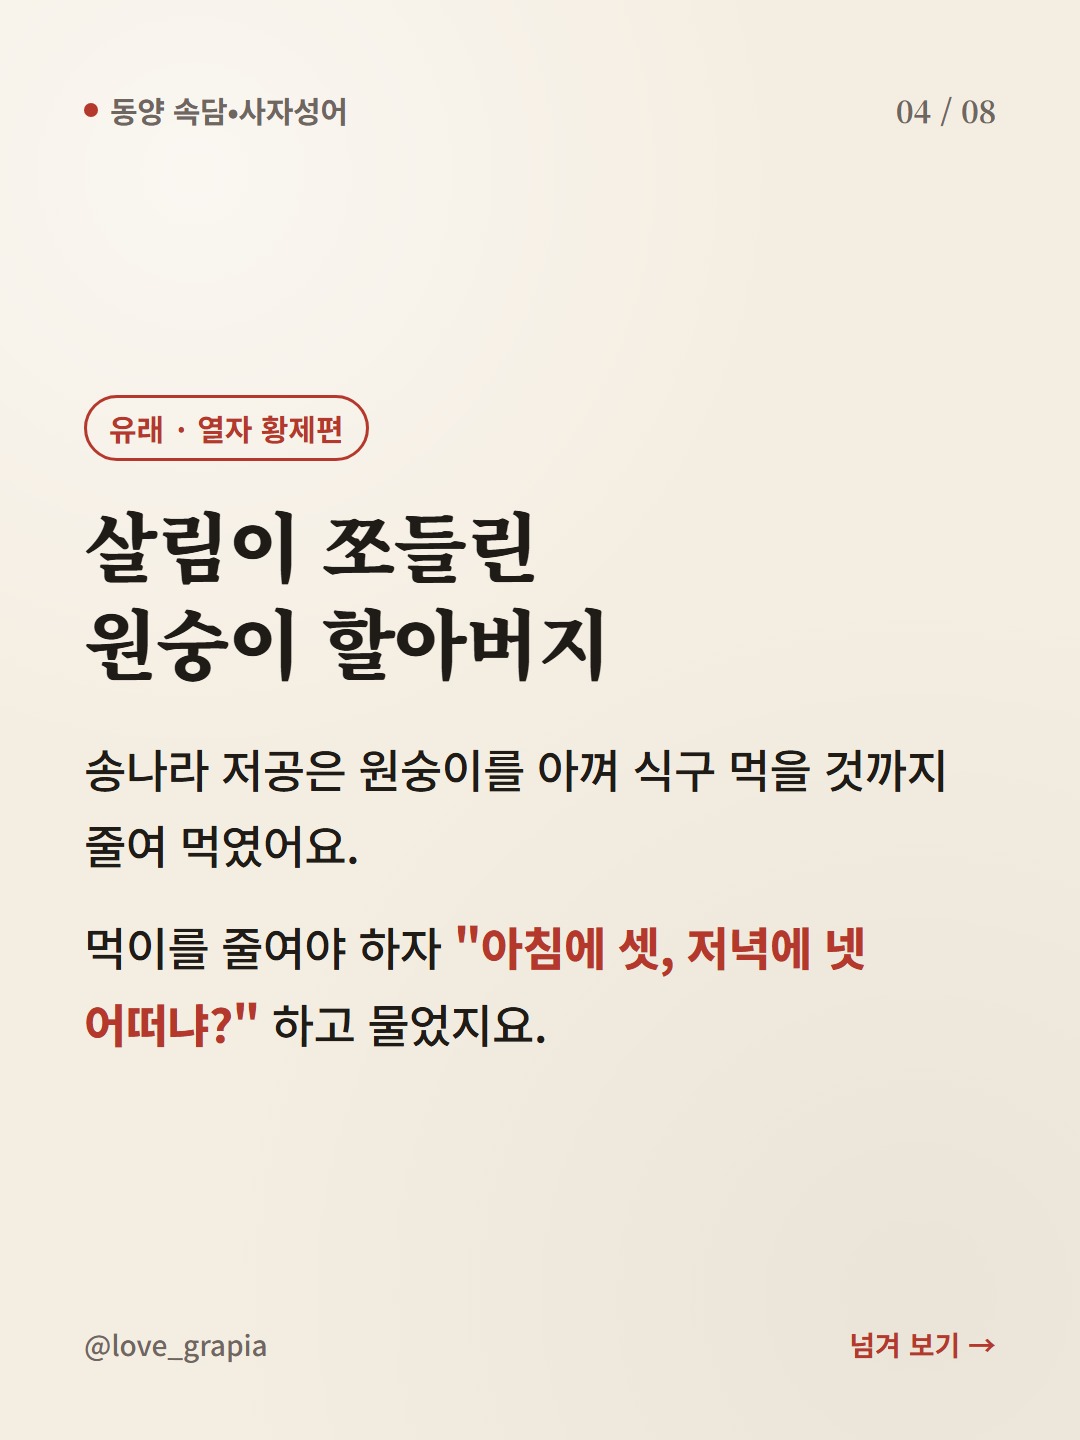 동양 속담•사자성어
04 / 08
유래 · 열자 황제편
살림이 쪼들린
원숭이 할아버지
송나라 저공은 원숭이를 아껴 식구 먹을 것까지
줄여 먹였어요.
먹이를 줄여야 하자 "아침에 셋, 저녁에 넷
어떠냐?" 하고 물었지요.
@love_grapia
넘겨 보기 →